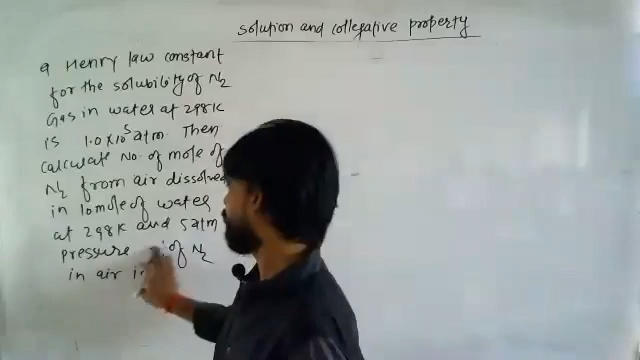 solution and collegative property
Q Henry law constant
for the solubility of N2
Gas in water at 298K
is 1.0×10^5 atm. Then
calculate No. of mole of
N2 from air dissolved
in 10 mole of water
at 298K and 5 atm
pressure of N2
in air i